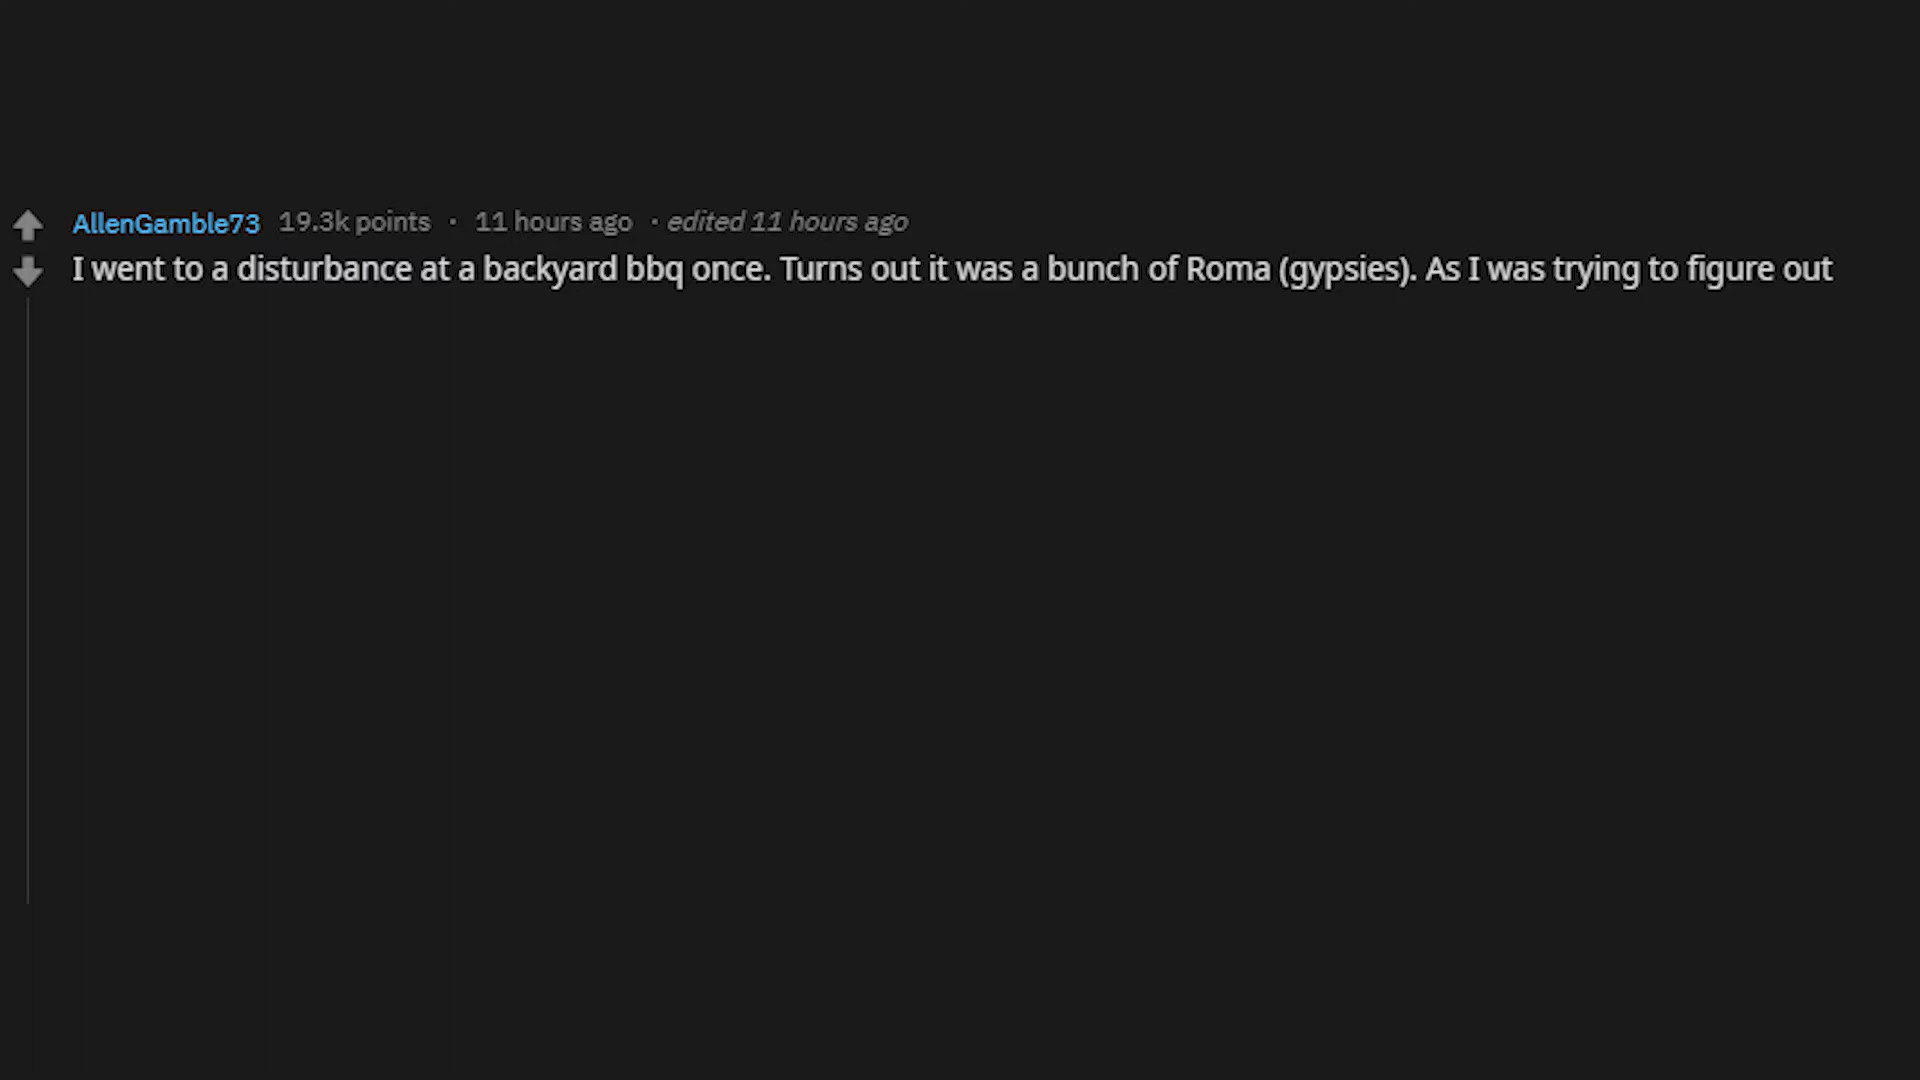 AllenGamble73 19.3k points · 11 hours ago · edited 11 hours ago
I went to a disturbance at a backyard bbq once. Turns out it was a bunch of Roma (gypsies). As I was trying to figure out